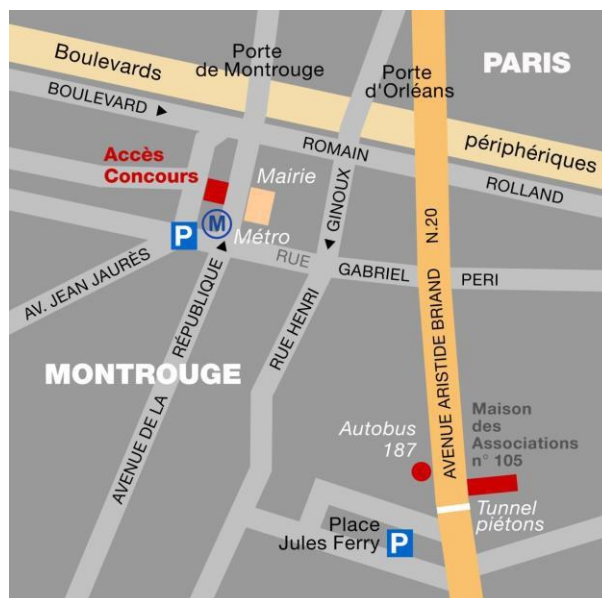 Porte
de Montrouge
PARIS
Boulevards
périphériques
Porte
d'Orléans
BOULEVARD ►
ROMAIN
ROLLAND
Accès
Concours
Mairie
M
Métro
P
RUE HENRI
► GINOUX
N.20
RUE
GABRIEL
PERI
AV. JEAN JAURÈS
AVENUE DE LA
RÉPUBLIQUE ►
MONTROUGE
AVENUE ARISTIDE BRIAND
Autobus
187
Maison
des
Associations
n° 105
Tunnel
piétons
Place
Jules Ferry
P